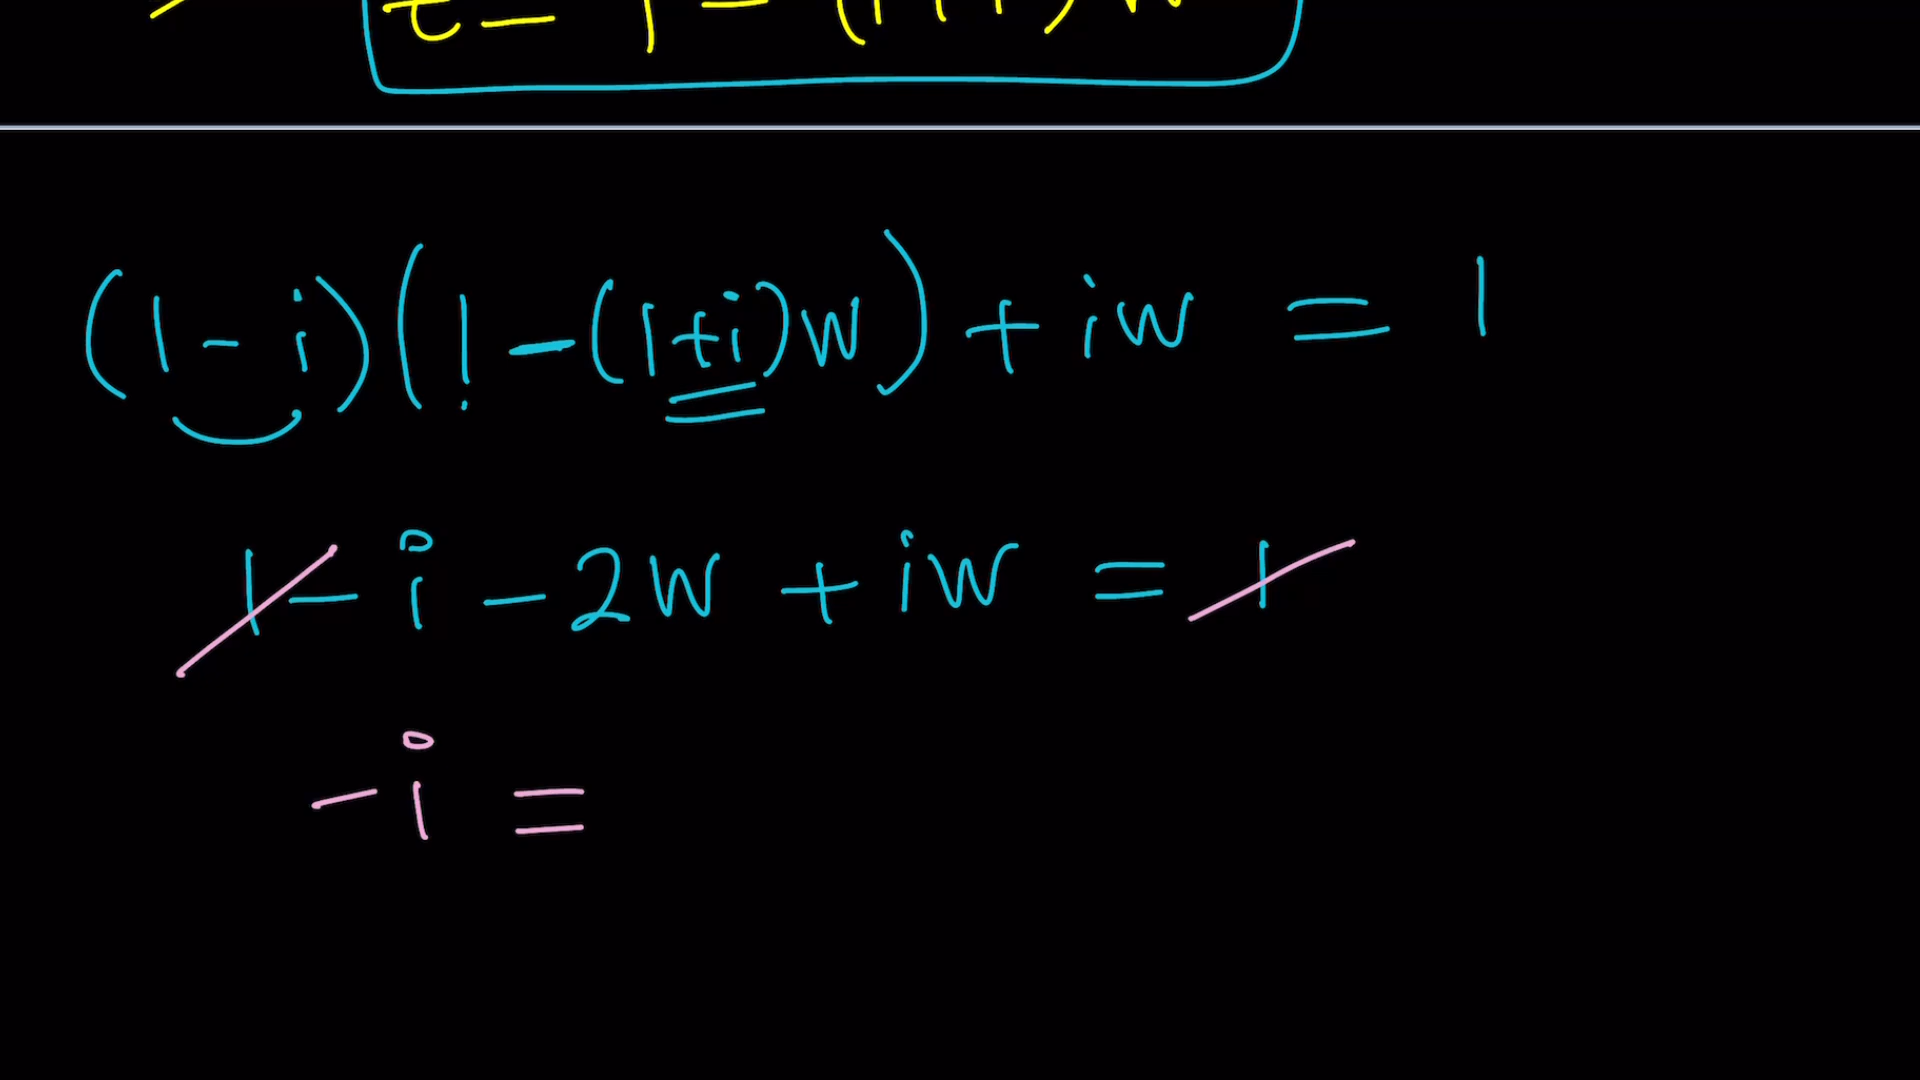 (1-i)(1-(1+i)w)+iw = 1
1-i-2w+iw = 1
-i =